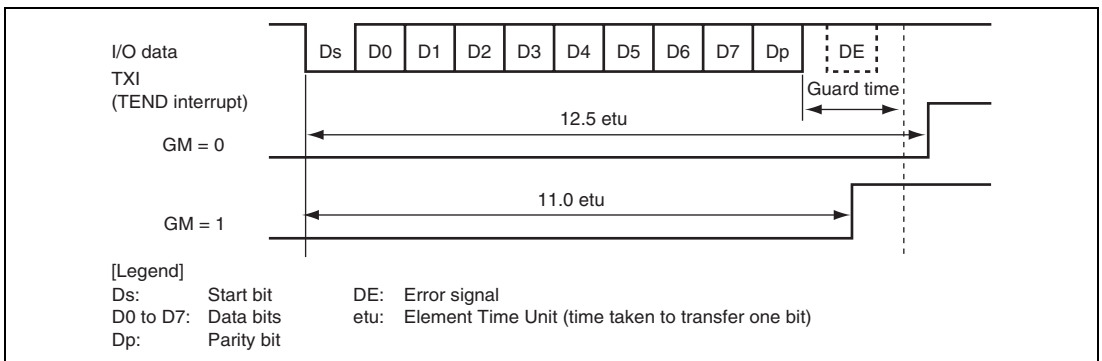 I/O data
Ds D0 D1 D2 D3 D4 D5 D6 D7 Dp DE
TXI
(TEND interrupt)
Guard time
12.5 etu
GM = 0
11.0 etu
GM = 1
[Legend]
Ds: Start bit DE: Error signal
D0 to D7: Data bits etu: Element Time Unit (time taken to transfer one bit)
Dp: Parity bit